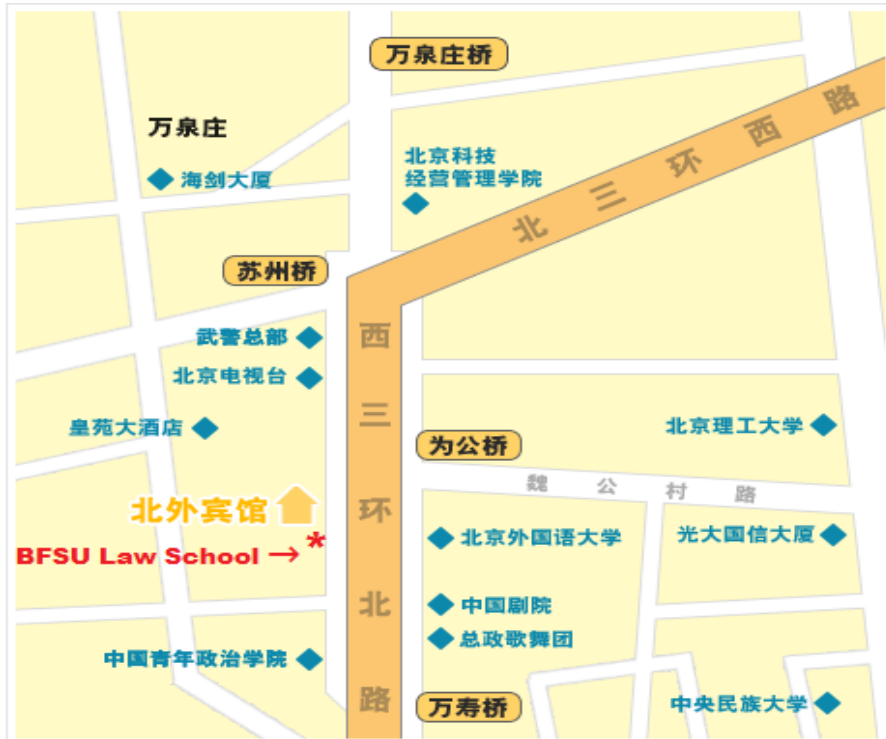 万泉庄桥
万泉庄
海剑大厦
北京科技
经营管理学院
北三环西路
苏州桥
武警总部
北京电视台
皇苑大酒店
西三环北路
为公桥
北京理工大学
魏公村路
北外宾馆
BFSU Law School → *
北京外国语大学
光大国信大厦
中国剧院
总政歌舞团
中国青年政治学院
万寿桥
中央民族大学